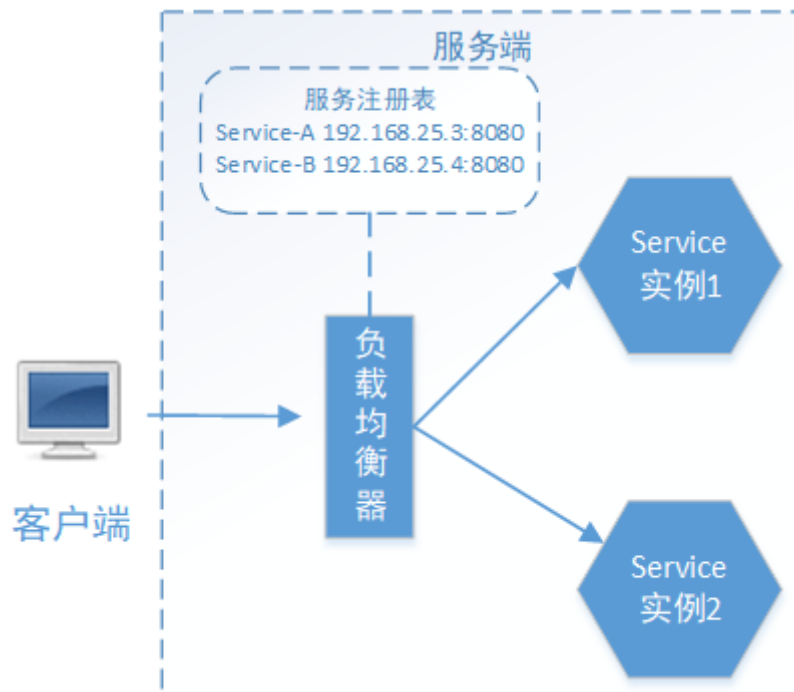 服务端
服务注册表
Service-A 192.168.25.3:8080
Service-B 192.168.25.4:8080
Service
实例1
负
载
均
衡
器
客户端
Service
实例2